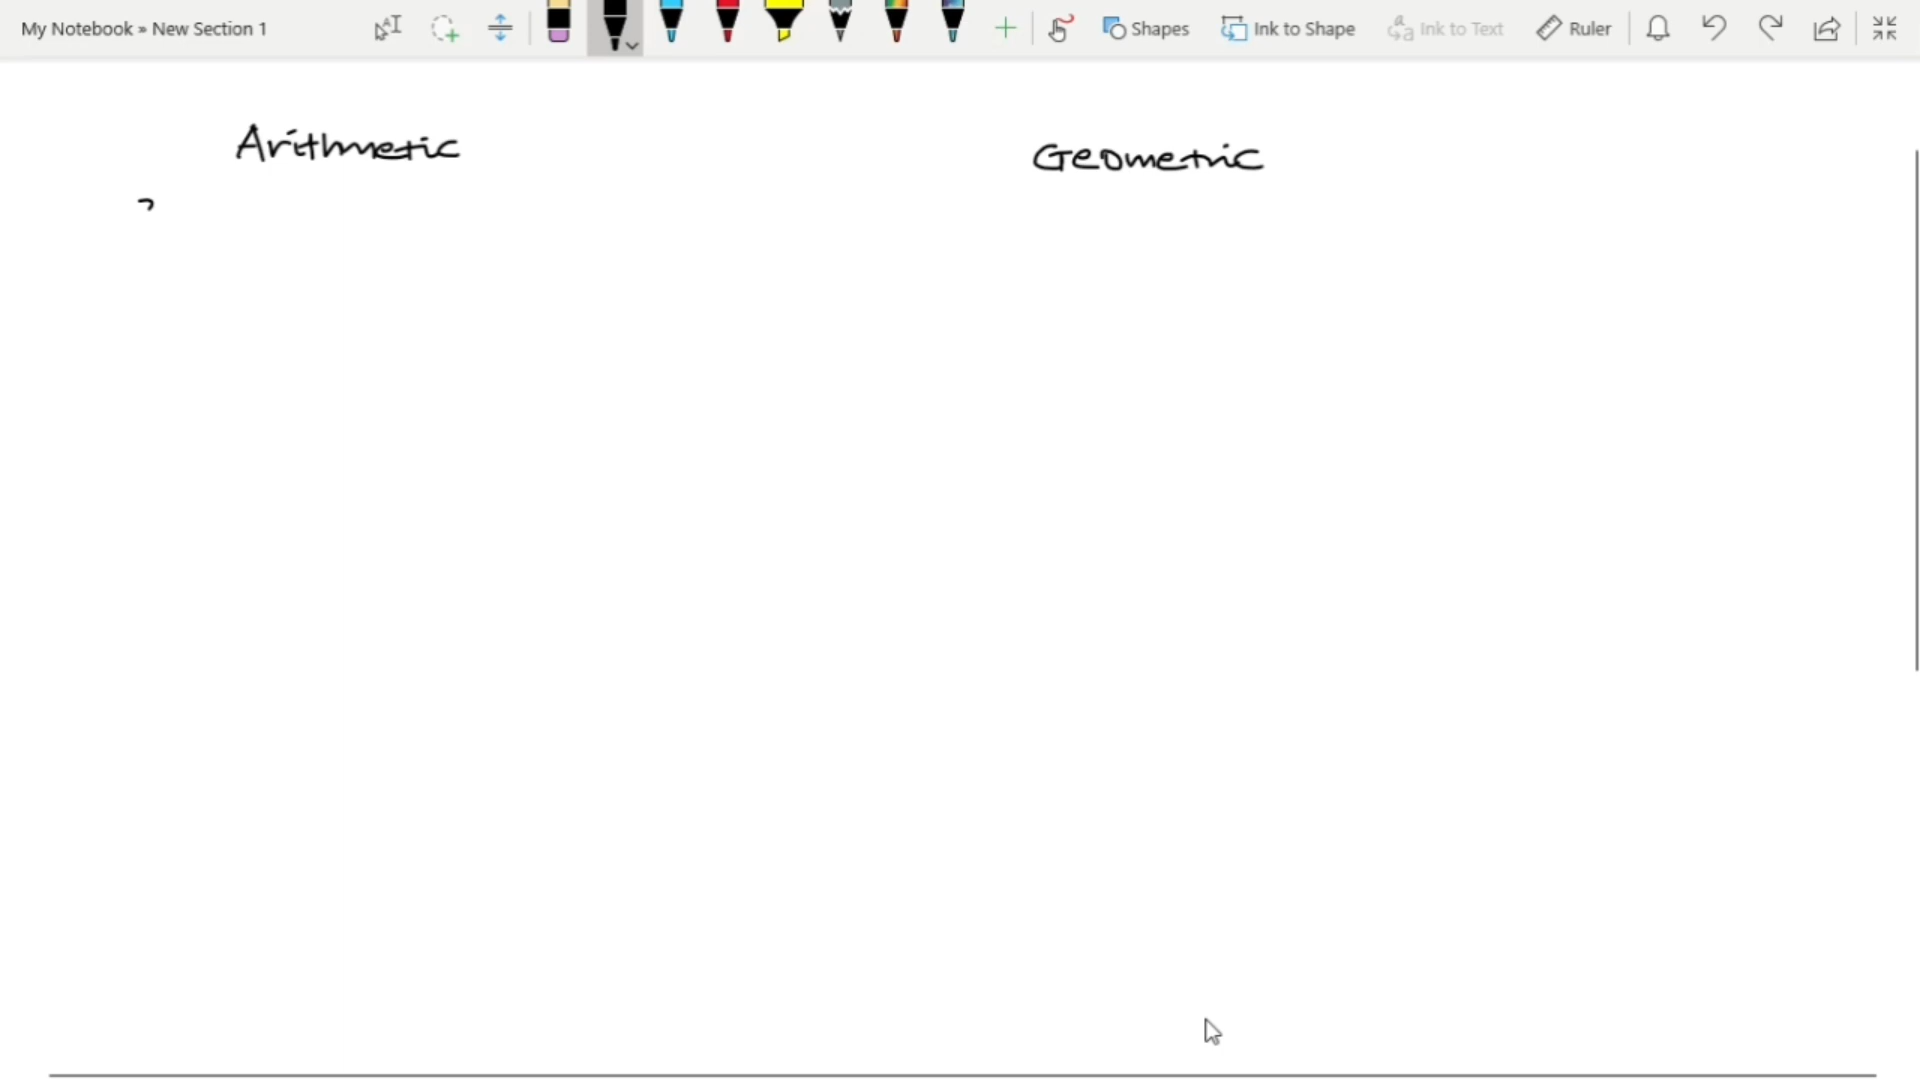 My Notebook » New Section 1
Shapes
Ink to Shape
Ink to Text
Ruler
Arithmetic
Geometric